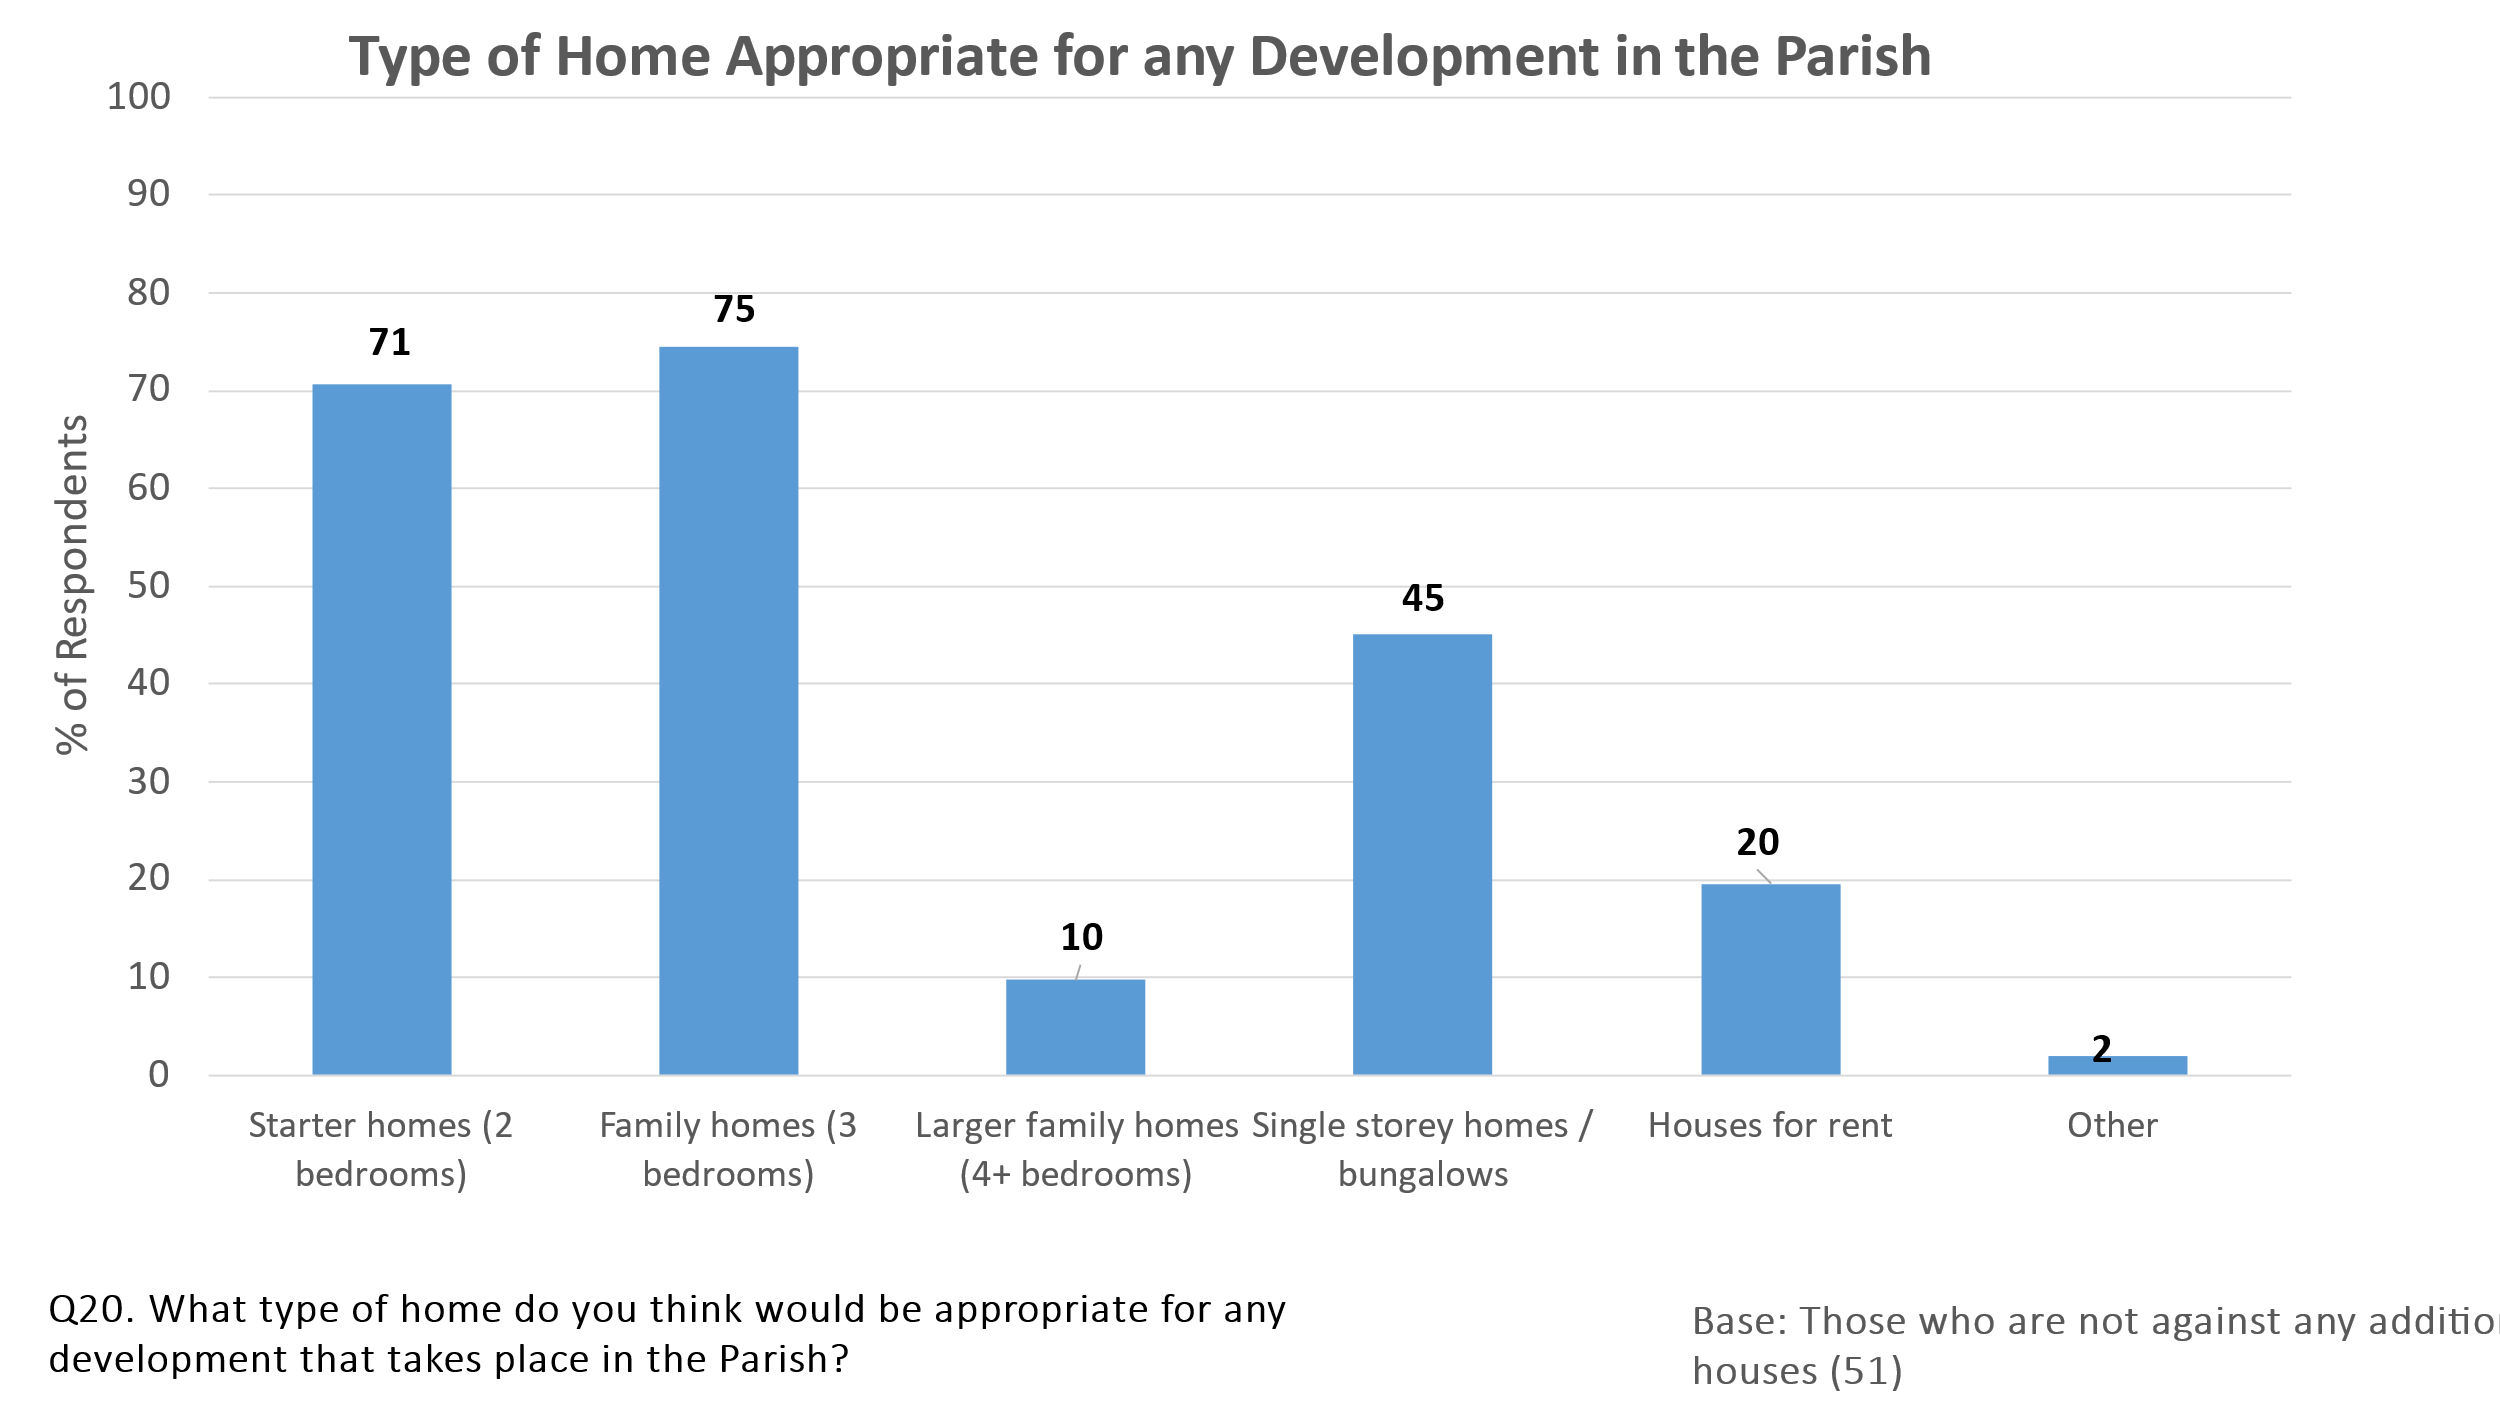 Type of Home Appropriate for any Development in the Parish
100
90
80
70
60
50
40
30
20
10
0
% of Respondents
71
75
10
45
20
2
Starter homes (2
bedrooms)
Family homes (3
bedrooms)
Larger family homes
(4+ bedrooms)
Single storey homes /
bungalows
Houses for rent
Other
Q20. What type of home do you think would be appropriate for any
development that takes place in the Parish?
Base: Those who are not against any
houses (51)